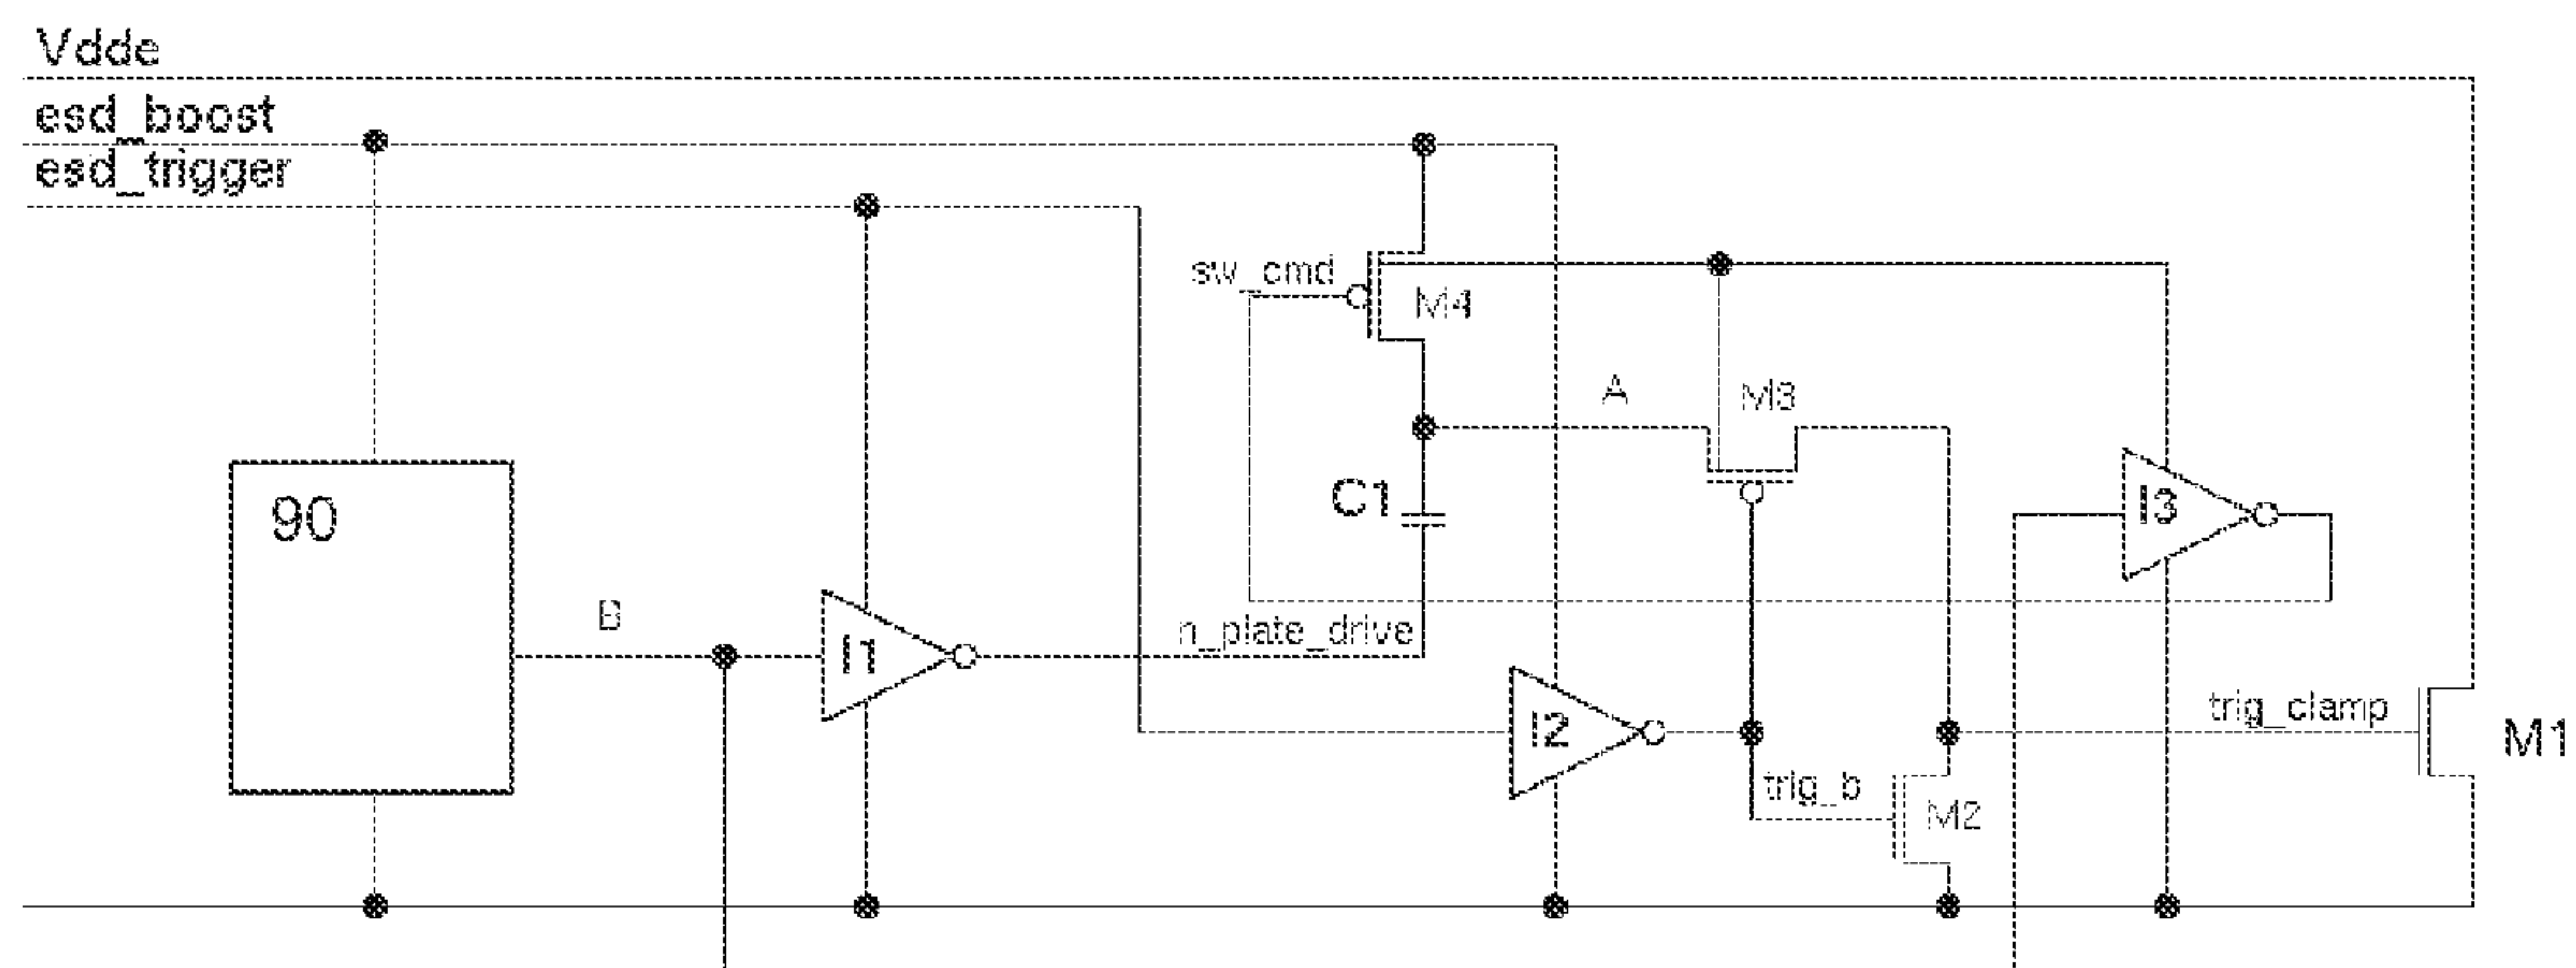 Vdde
esd_boost
esd_trigger
sw_cmd
M4
A
M3
C1
I3
90
B
I1
n_plate_drive
I2
trig_b
M2
trig_clamp
M1